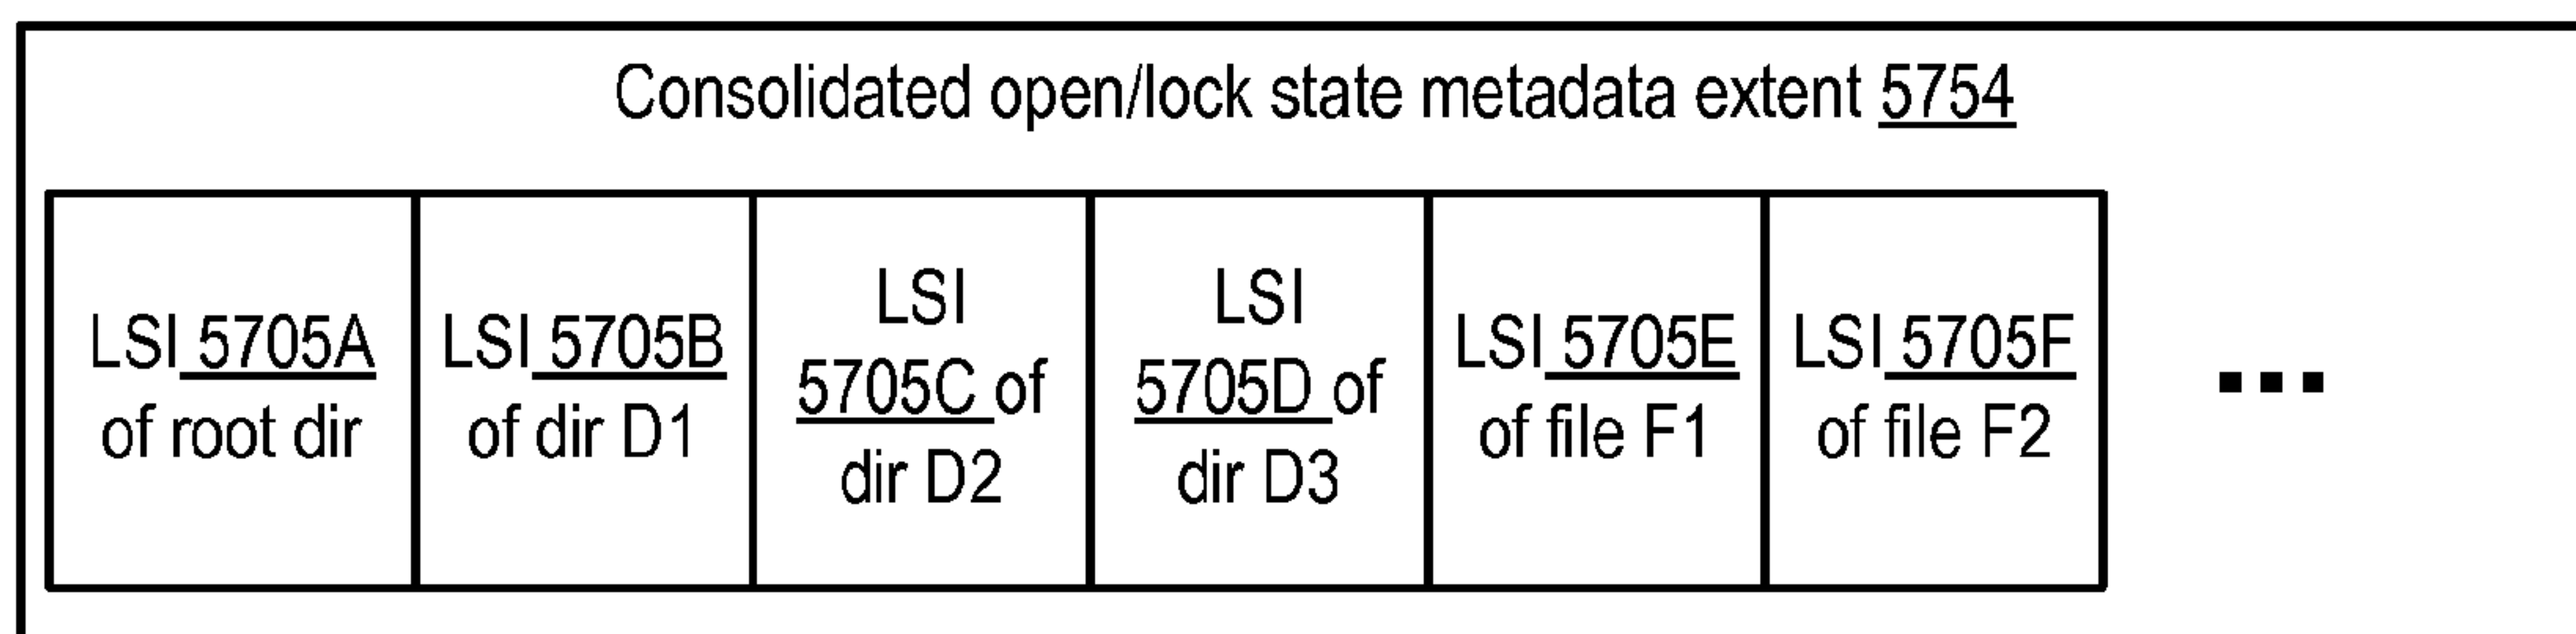 Consolidated open/lock state metadata extent 5754
LSI 5705A
of root dir
LSI 5705B
of dir D1
LSI
5705C of
dir D2
LSI
5705D of
dir D3
LSI 5705E
of file F1
LSI 5705F
of file F2
...